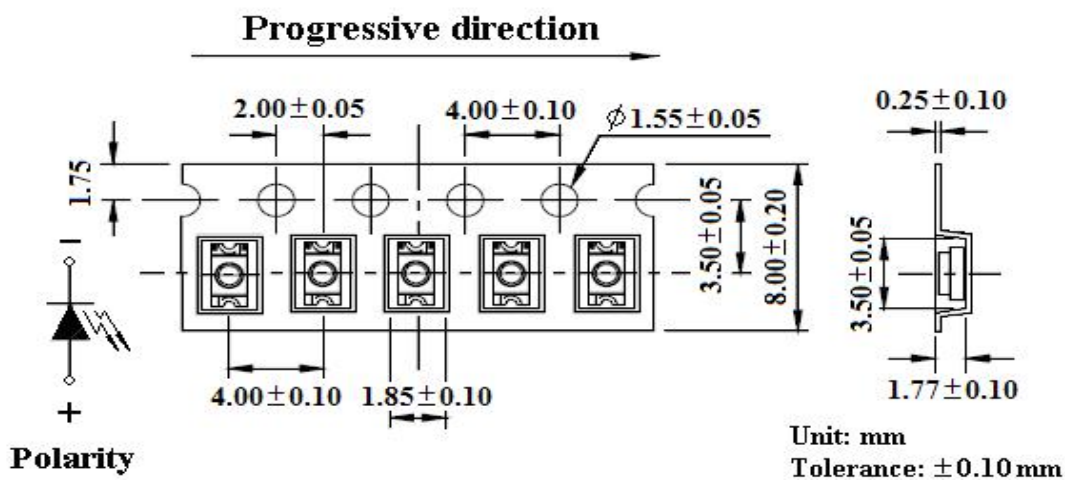 Progressive direction
2.00±0.05
4.00±0.10
ϕ1.55±0.05
0.25±0.10
1.75
3.50±0.05
8.00±0.20
3.50±0.05
−
+
4.00±0.10
1.85±0.10
1.77±0.10
Polarity
Unit: mm
Tolerance: ±0.10mm